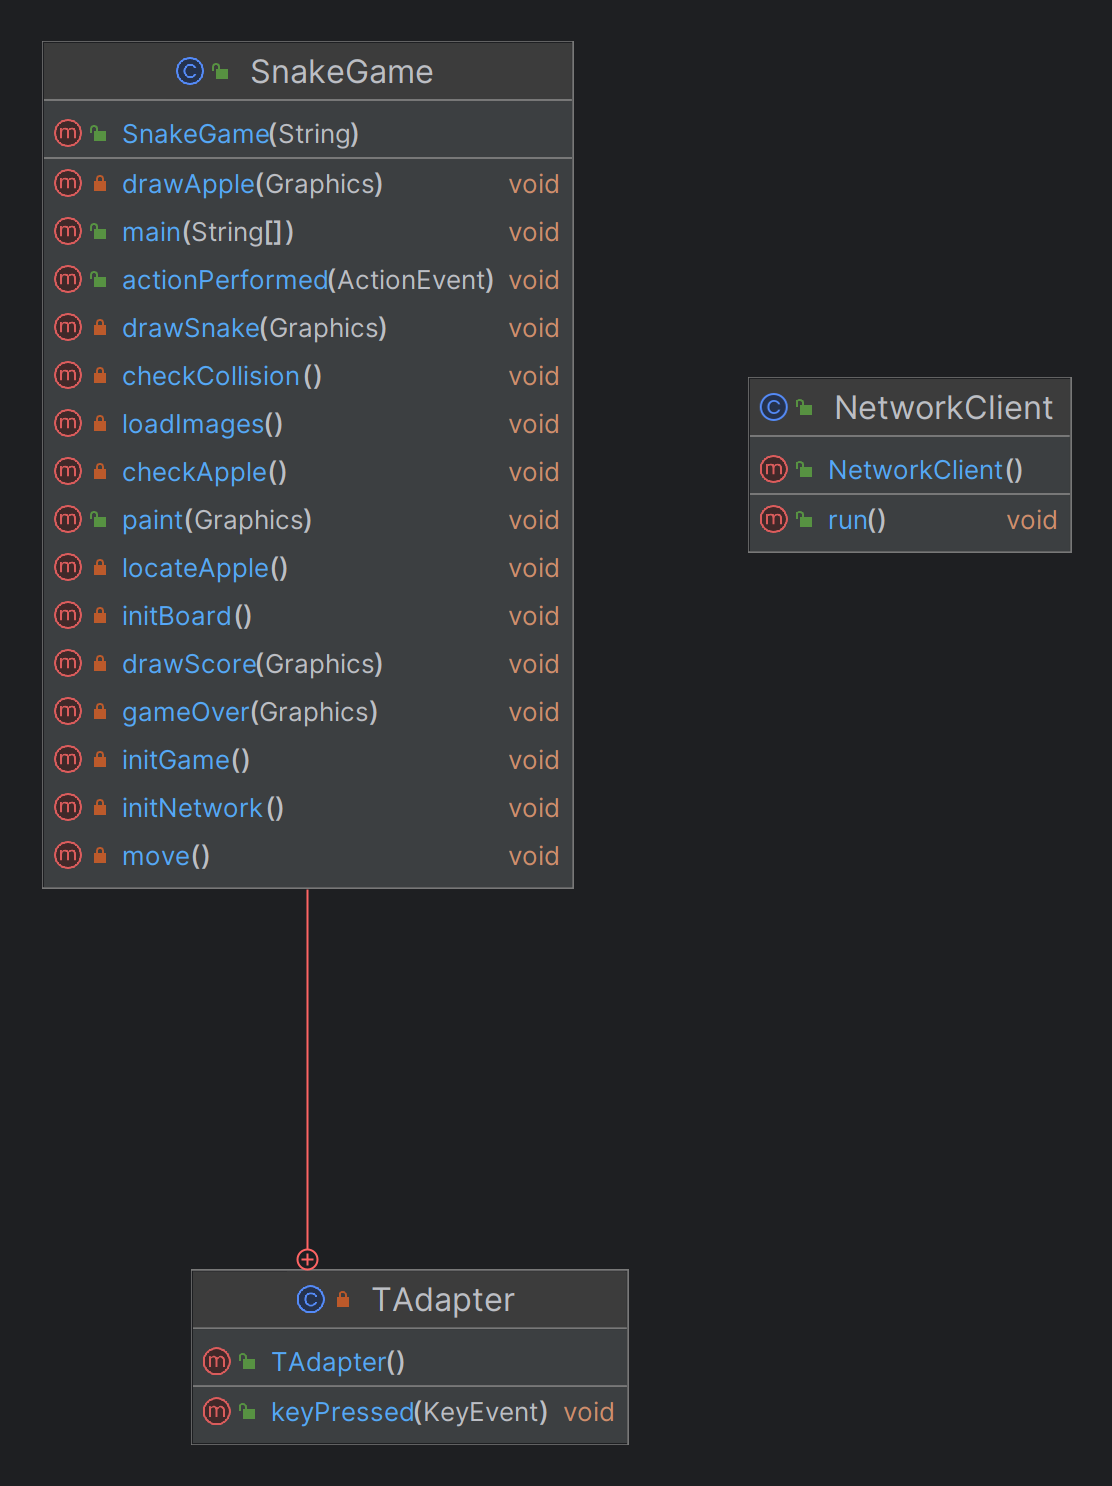 SnakeGame
SnakeGame(String)
drawApple(Graphics) void
main(String[]) void
actionPerformed(ActionEvent) void
drawSnake(Graphics) void
checkCollision() void
loadImages() void
checkApple() void
paint(Graphics) void
locateApple() void
initBoard() void
drawScore(Graphics) void
gameOver(Graphics) void
initGame() void
initNetwork() void
move() void
NetworkClient
NetworkClient()
run() void
TAdapter
TAdapter()
keyPressed(KeyEvent) void